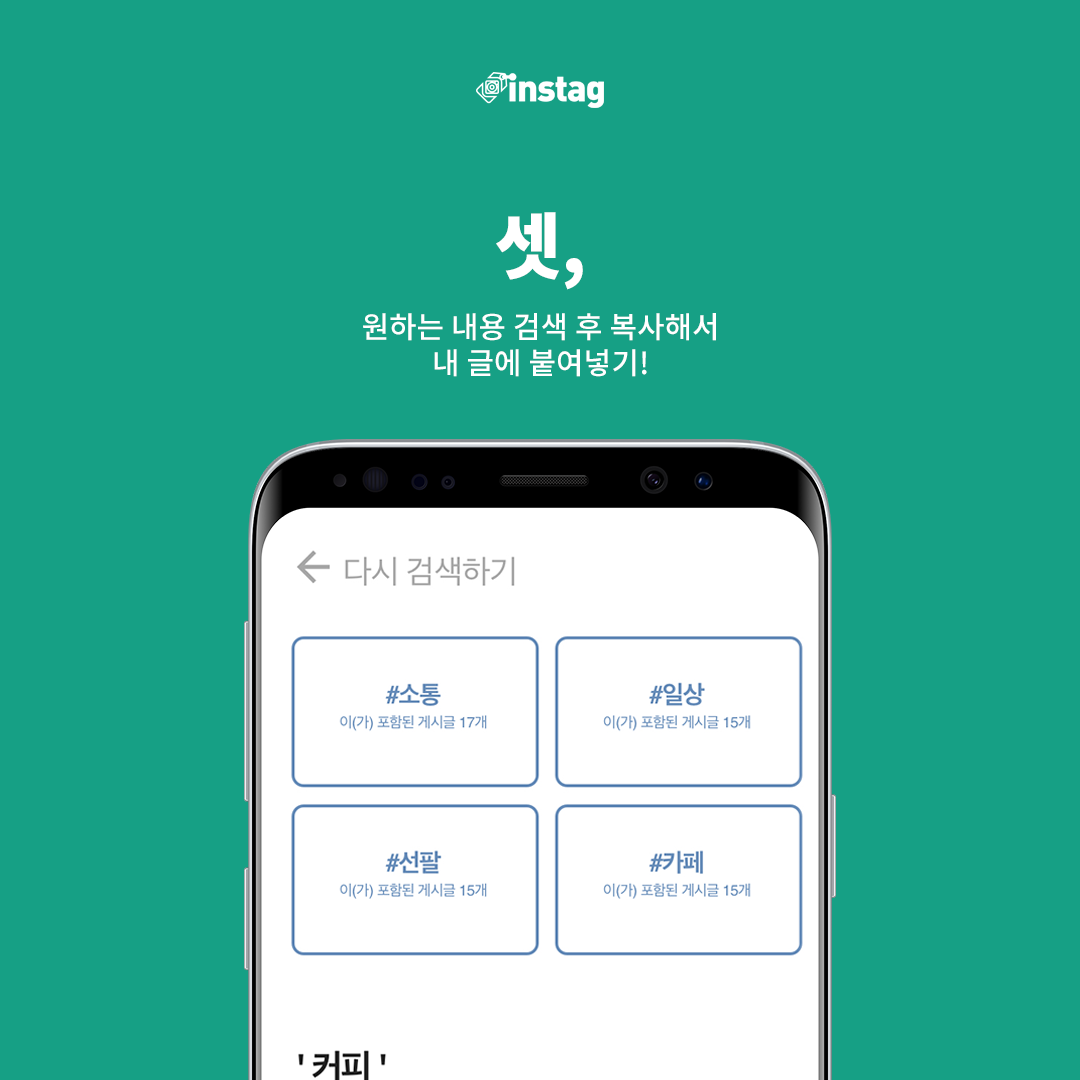 instag
셋,
원하는 내용 검색 후 복사해서
내 글에 붙여넣기!
다시 검색하기
#소통
이(가) 포함된 게시글 17개
#일상
이(가) 포함된 게시글 15개
#선팔
이(가) 포함된 게시글 15개
#카페
이(가) 포함된 게시글 15개
' 커피 '